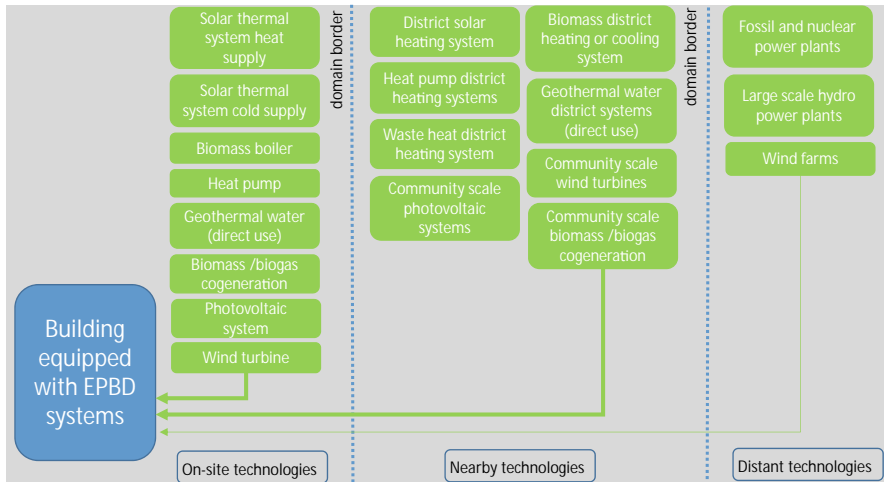 Solar thermal
system heat
supply
Solar thermal
system cold supply
Biomass boiler
Heat pump
Geothermal water
(direct use)
Biomass /biogas
cogeneration
Photovoltaic
system
Wind turbine
Building
equipped
with EPBD
systems
On-site technologies
domain border
District solar
heating system
Heat pump district
heating systems
Waste heat district
heating system
Community scale
photovoltaic
systems
Biomass district
heating or cooling
system
Geothermal water
district systems
(direct use)
Community scale
wind turbines
Community scale
biomass /biogas
cogeneration
Nearby technologies
domain border
Fossil and nuclear
power plants
Large scale hydro
power plants
Wind farms
Distant technologies